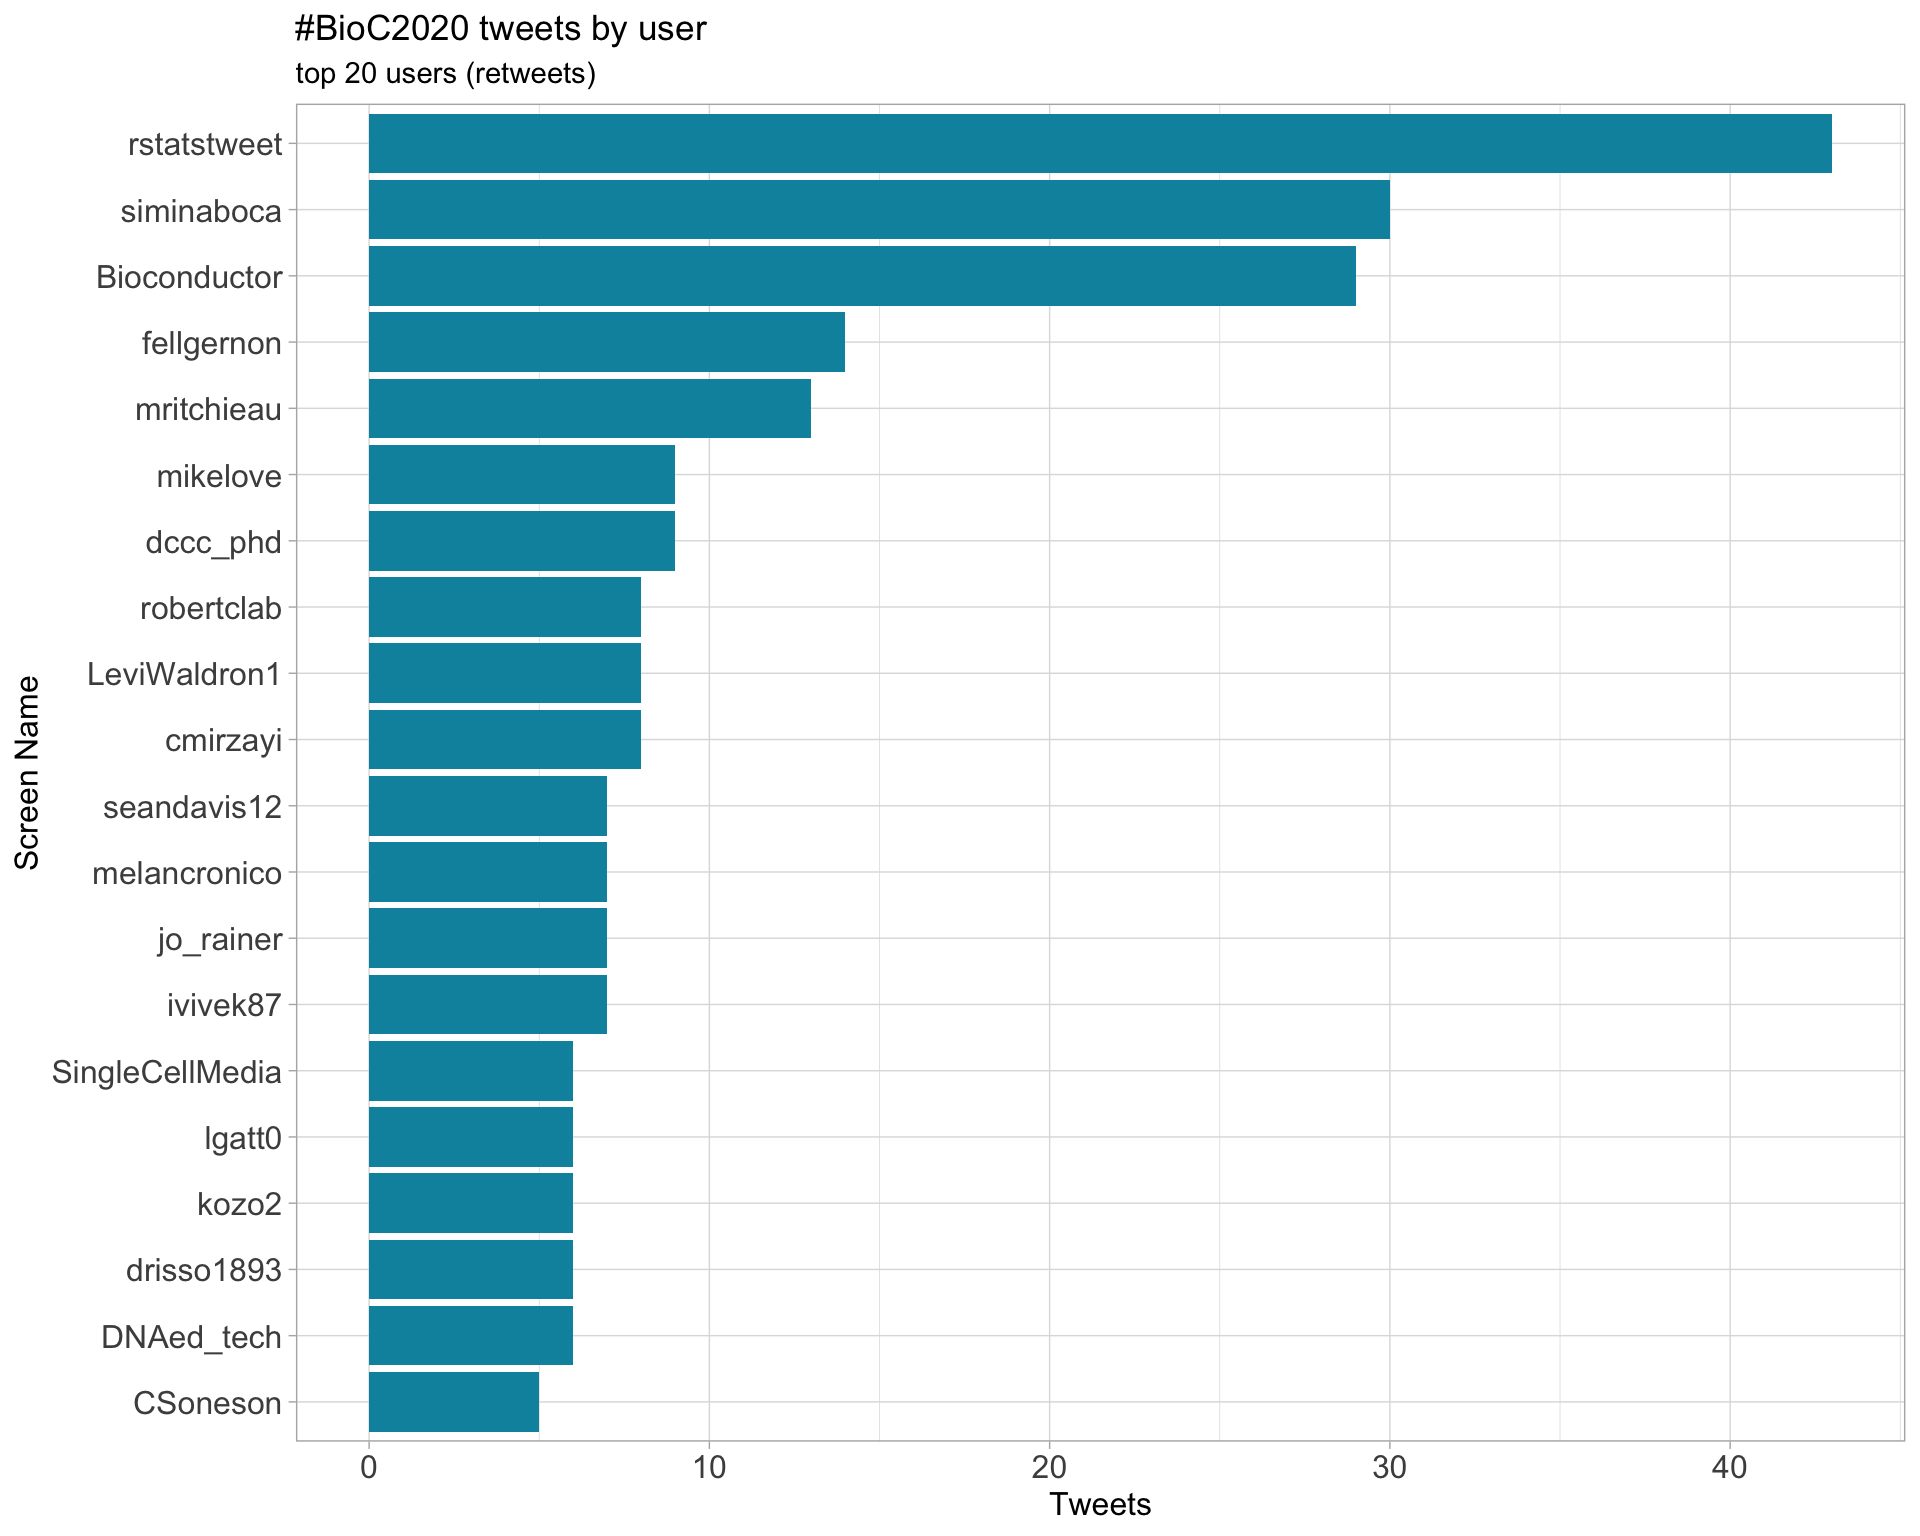 #BioC2020 tweets by user
top 20 users (retweets)
Screen Name
rstatstweet
siminaboca
Bioconductor
fellgernon
mritchieau
mikelove
dccc_phd
robertclab
LeviWaldron1
cmirzayi
seandavis12
melancronico
jo_rainer
ivivek87
SingleCellMedia
lgatt0
kozo2
drisso1893
DNAed_tech
CSoneson
0 10 20 30 40
Tweets